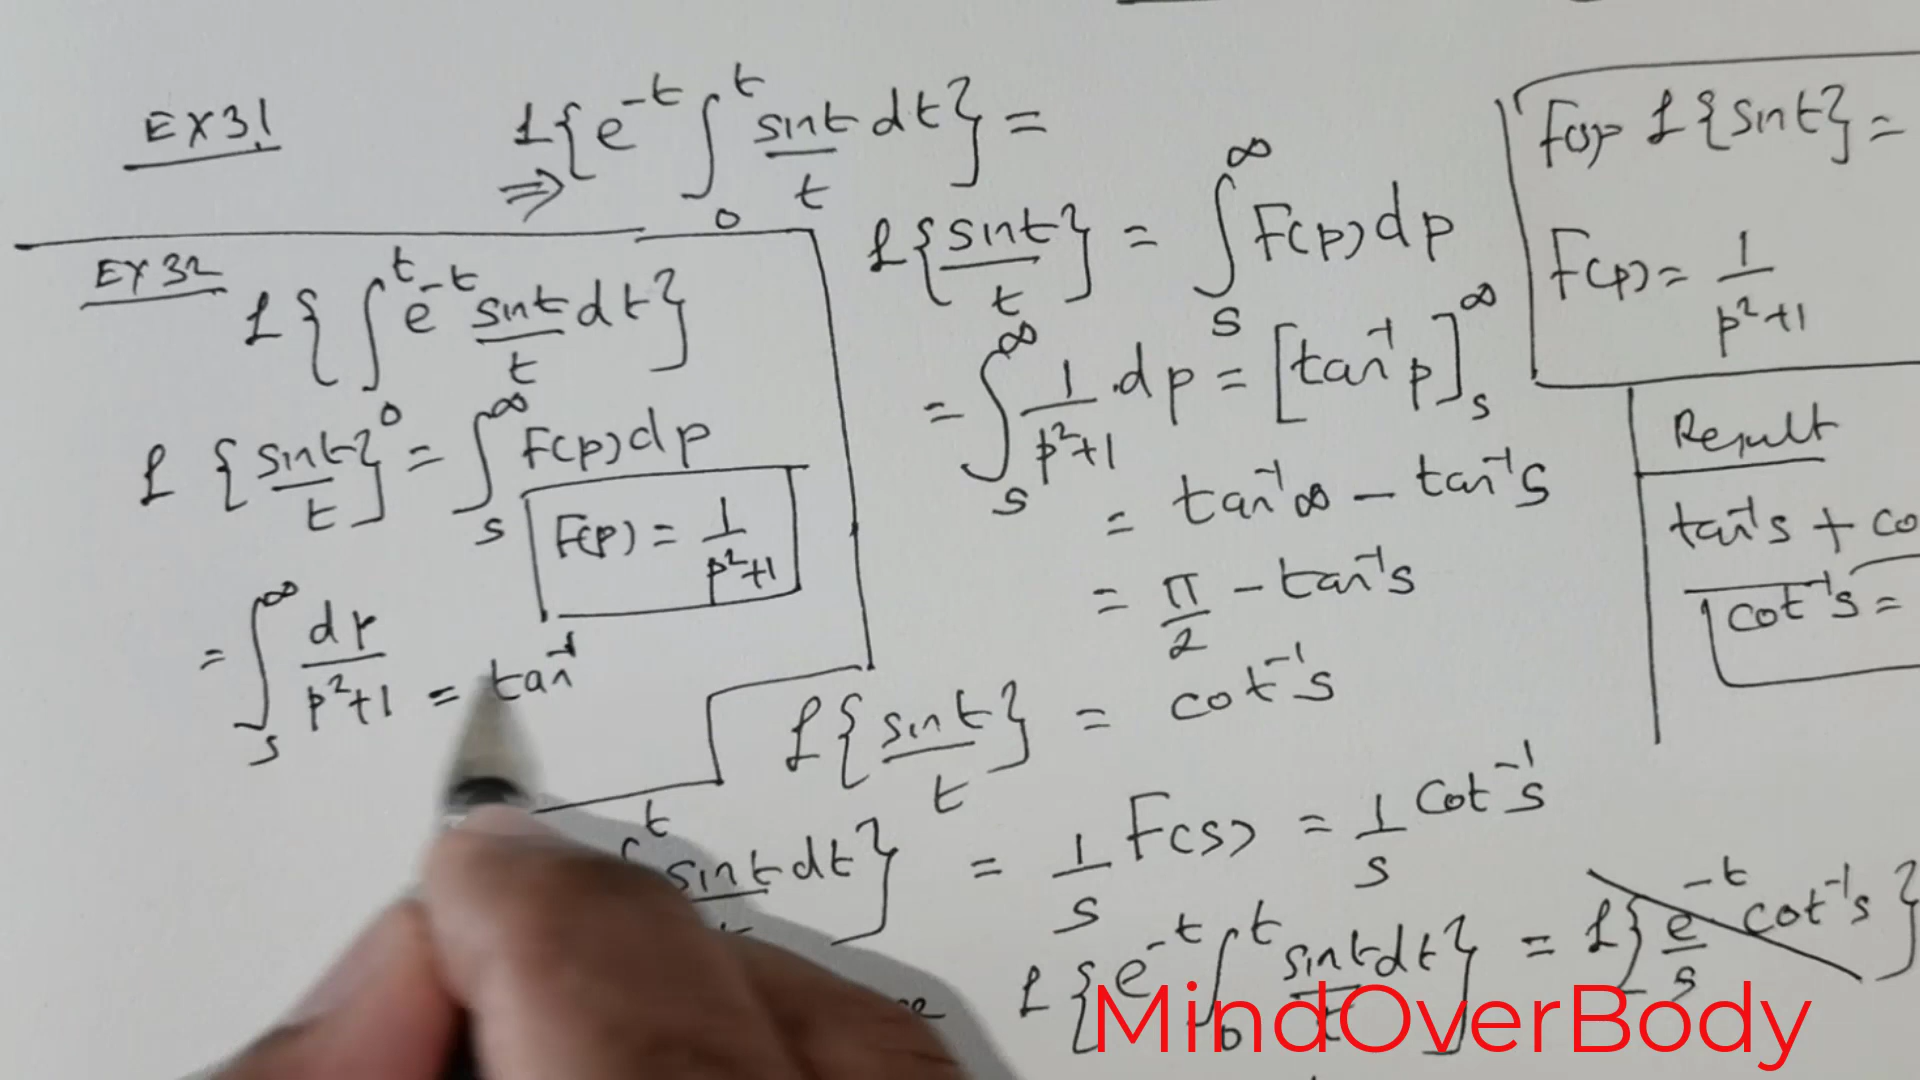 EX31 ℒ{e^{-t} ∫_0^t sint/t dt} =
⇒
EX32
ℒ{∫_0^t e^{-t} sint/t dt}
ℒ{sint/t} = ∫_s^∞ F(p)dp
F(p) = 1/(p²+1)
= ∫_s^∞ dp/(p²+1) = tan⁻¹
ℒ{sint/t} = ∫_s^∞ F(p)dp
= ∫_s^∞ 1/(p²+1) .dp = [tan⁻¹p]_s^∞
= tan⁻¹∞ - tan⁻¹s
= π/2 - tan⁻¹s
ℒ{sint/t} = cot⁻¹s
sint dt} = 1/s F(s) = 1/s cot⁻¹s
ℒ{e^{-t} ∫_0^t sint/t dt} = ℒ{e^{-t}/s cot⁻¹s}
F(s)= ℒ{sint} =
F(p) = 1/(p²+1)
Result
tan⁻¹s + co
cot⁻¹s =
MindOverBody